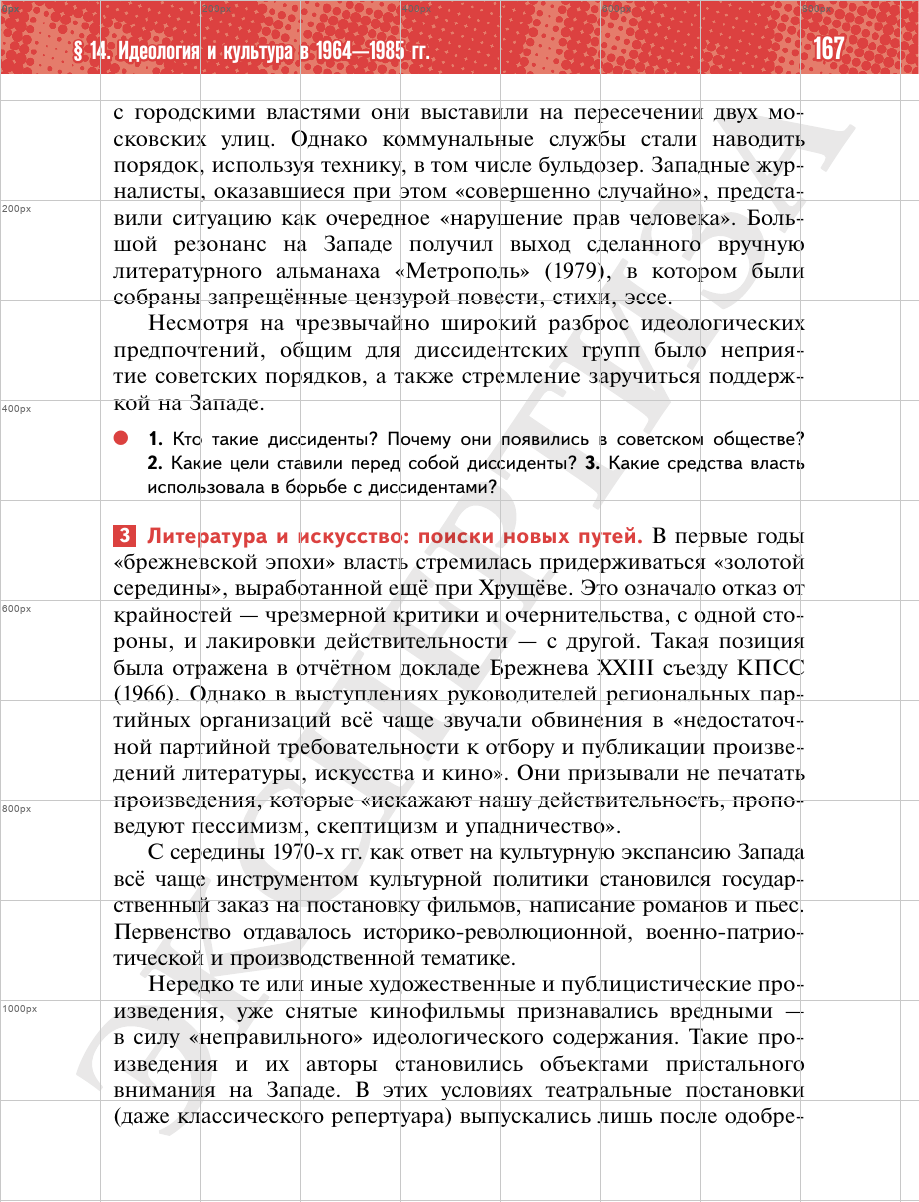 § 14. Идеология и культура в 1964—1985 гг.
167
с городскими властями они выставили на пересечении двух мо-
сковских улиц. Однако коммунальные службы стали наводить
порядок, используя технику, в том числе бульдозер. Западные жур-
налисты, оказавшиеся при этом «совершенно случайно», предста-
вили ситуацию как очередное «нарушение прав человека». Боль-
шой резонанс на Западе получил выход сделанного вручную
литературного альманаха «Метрополь» (1979), в котором были
собраны запрещённые цензурой повести, стихи, эссе.
Несмотря на чрезвычайно широкий разброс идеологических
предпочтений, общим для диссидентских групп было неприя-
тие советских порядков, а также стремление заручиться поддерж-
кой на Западе.
1. Кто такие диссиденты? Почему они появились в советском обществе?
2. Какие цели ставили перед собой диссиденты? 3. Какие средства власть
использовала в борьбе с диссидентами?
3 Литература и искусство: поиски новых путей. В первые годы
«брежневской эпохи» власть стремилась придерживаться «золотой
середины», выработанной ещё при Хрущёве. Это означало отказ от
крайностей — чрезмерной критики и очернительства, с одной сто-
роны, и лакировки действительности — с другой. Такая позиция
была отражена в отчётном докладе Брежнева XXIII съезду КПСС
(1966). Однако в выступлениях руководителей региональных пар-
тийных организаций всё чаще звучали обвинения в «недостаточ-
ной партийной требовательности к отбору и публикации произве-
дений литературы, искусства и кино». Они призывали не печатать
произведения, которые «искажают нашу действительность, пропо-
ведуют пессимизм, скептицизм и упадничество».
С середины 1970-х гг. как ответ на культурную экспансию Запада
всё чаще инструментом культурной политики становился государ-
ственный заказ на постановку фильмов, написание романов и пьес.
Первенство отдавалось историко-революционной, военно-патрио-
тической и производственной тематике.
Нередко те или иные художественные и публицистические про-
изведения, уже снятые кинофильмы признавались вредными —
в силу «неправильного» идеологического содержания. Такие про-
изведения и их авторы становились объектами пристального
внимания на Западе. В этих условиях театральные постановки
(даже классического репертуара) выпускались лишь после одобре-
ЭКСПЕРТИЗА
200px
400px
600px
800px
1000px